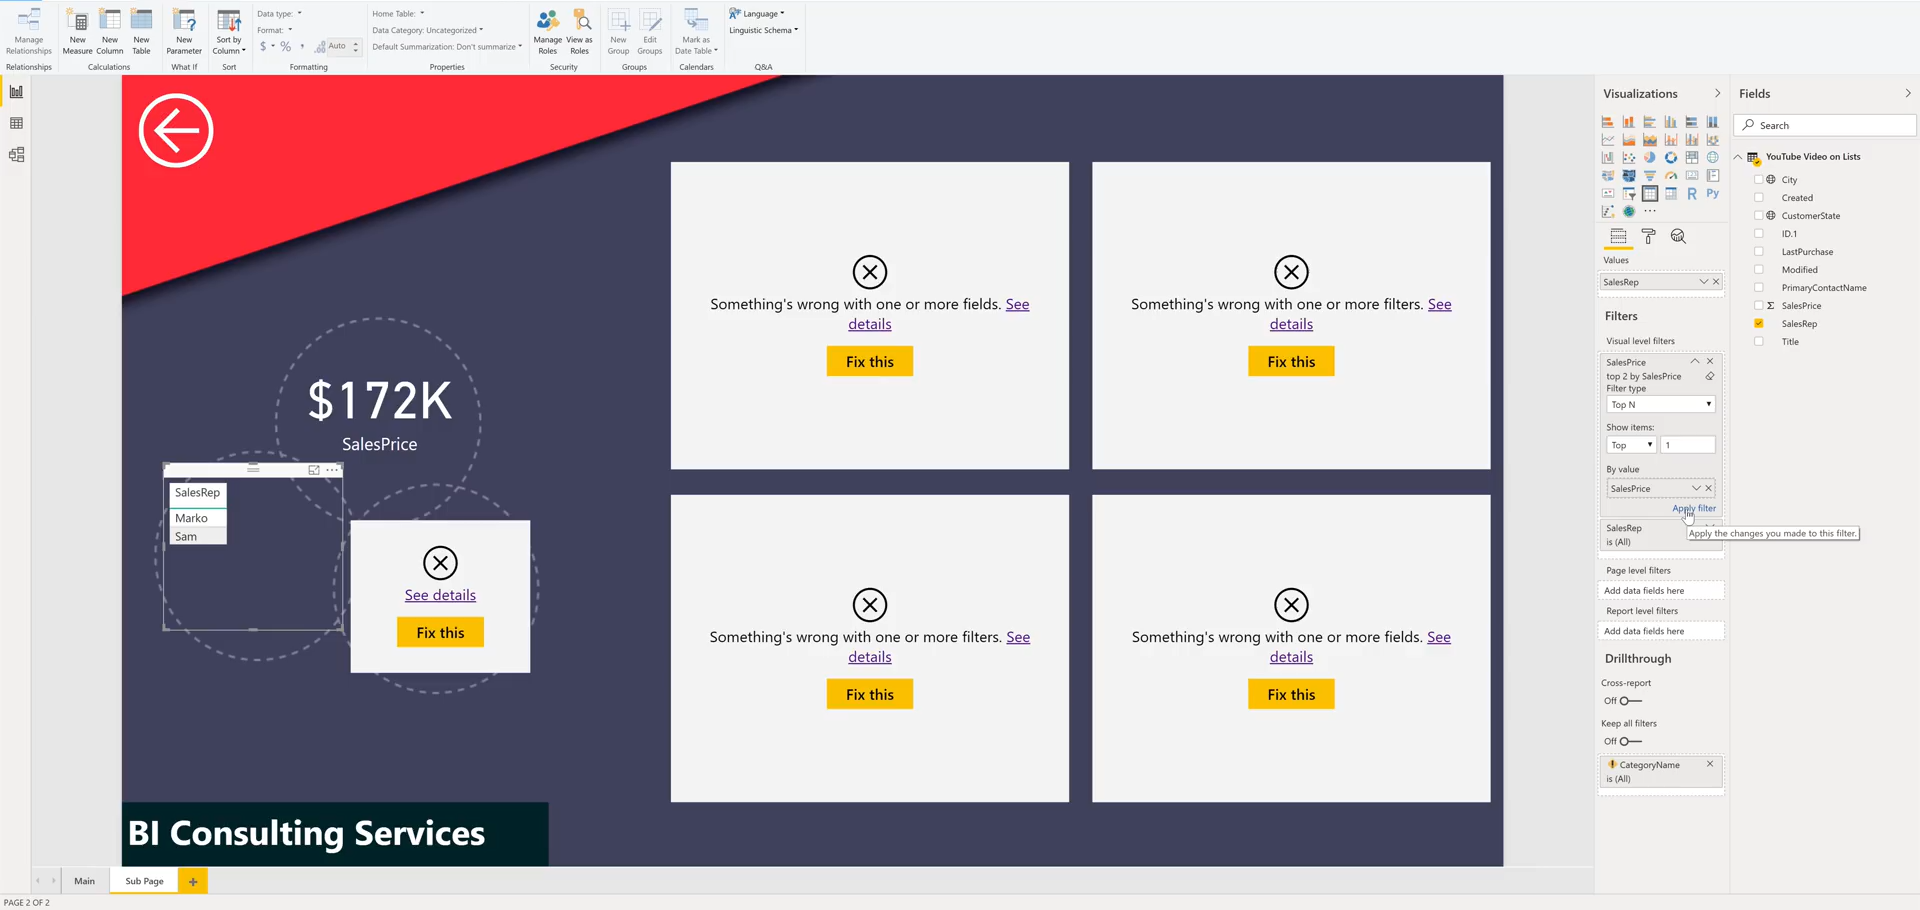 Manage
Relationships
Relationships
New
Measure
New
Column
New
Table
Calculations
New
Parameter
What If
Sort by
Column
Sort
Data type:
Format:
$ % , Auto
Formatting
Home Table:
Data Category: Uncategorized
Default Summarization: Don't summarize
Properties
Manage
Roles
View as
Roles
Security
New
Group
Edit
Groups
Groups
Mark as
Date Table
Calendars
Language
Linguistic Schema
Q&A
$172K
SalesPrice
SalesRep
Marko
Sam
See details
Fix this
Something's wrong with one or more fields. See
details
Fix this
Something's wrong with one or more filters. See
details
Fix this
Something's wrong with one or more filters. See
details
Fix this
Something's wrong with one or more fields. See
details
Fix this
BI Consulting Services
Main
Sub Page
PAGE 2 OF 2
Visualizations
R
Py
Values
SalesRep
Filters
Visual level filters
SalesPrice
top 2 by SalesPrice
Filter type
Top N
Show items:
Top
1
By value
SalesPrice
Apply filter
Apply the changes you made to this filter.
SalesRep
is (All)
Page level filters
Add data fields here
Report level filters
Add data fields here
Drillthrough
Cross-report
Off
Keep all filters
Off
CategoryName
is (All)
Fields
Search
YouTube Video on Lists
City
Created
CustomerState
ID.1
LastPurchase
Modified
PrimaryContactName
Σ SalesPrice
SalesRep
Title